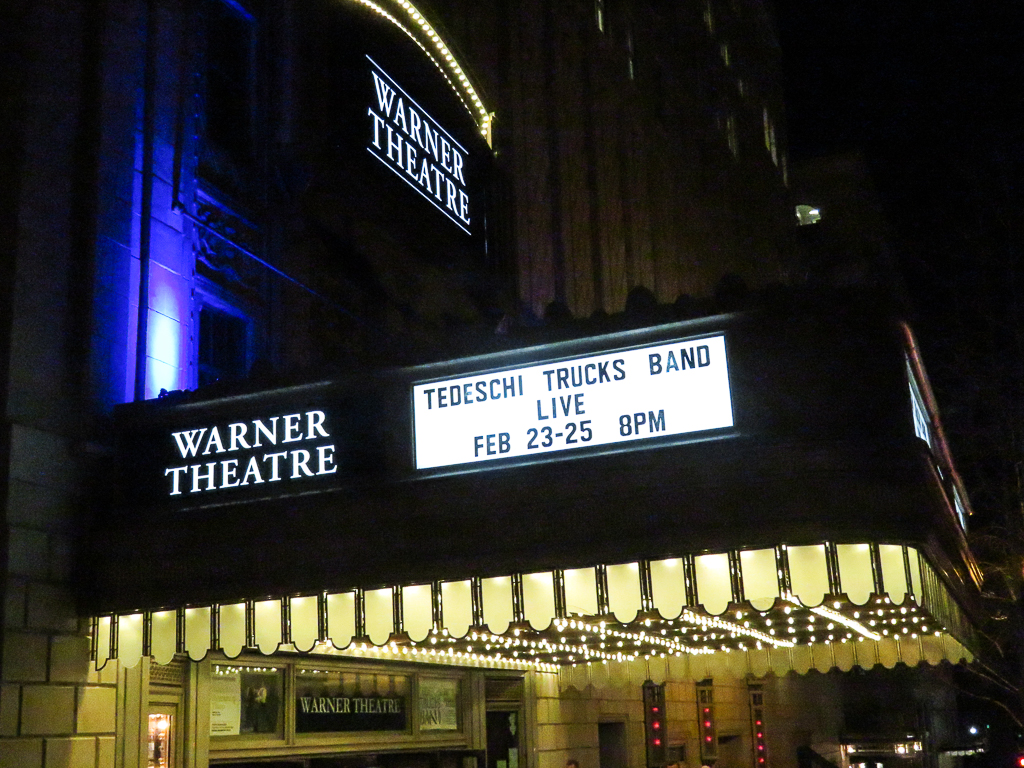 WARNER
THEATRE
WARNER
THEATRE
TEDESCHI TRUCKS BAND
LIVE
FEB 23-25 8PM
WARNER THEATRE